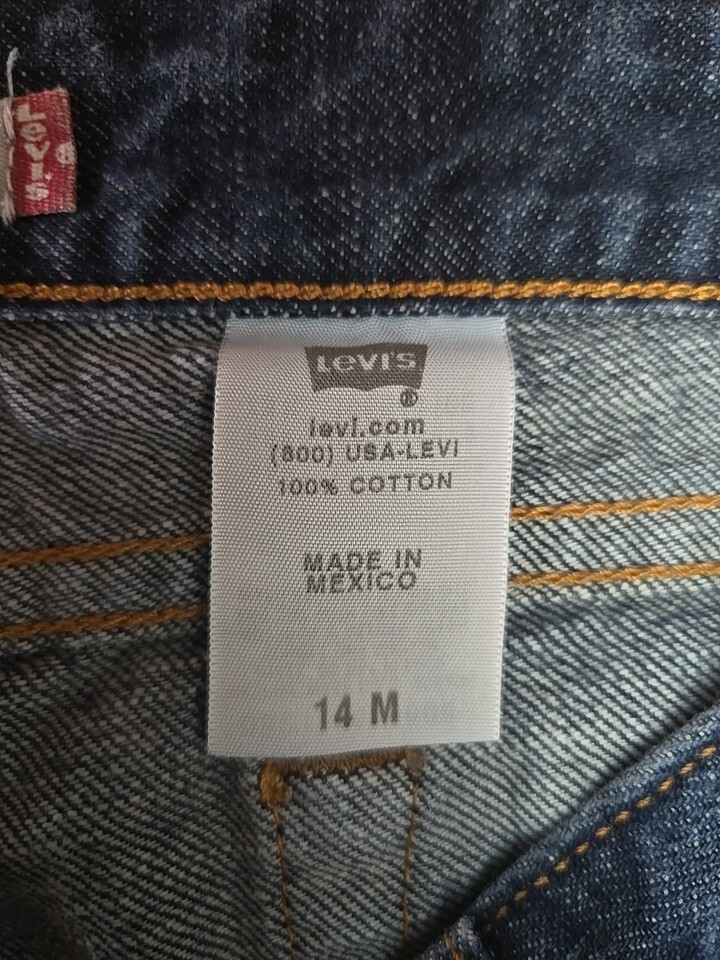 LEVI'S
®
LEVI'S
®
levi.com
(800) USA-LEVI
100% COTTON
MADE IN
MEXICO
14 M